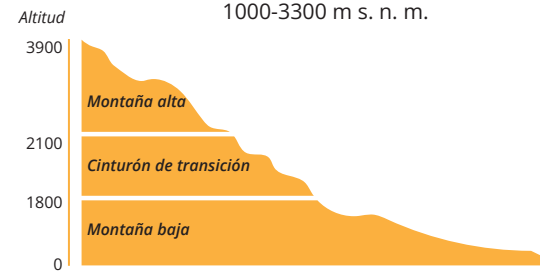 1000-3300 m s. n. m.
Altitud
3900
Montaña alta
2100
Cinturón de transición
1800
Montaña baja
0